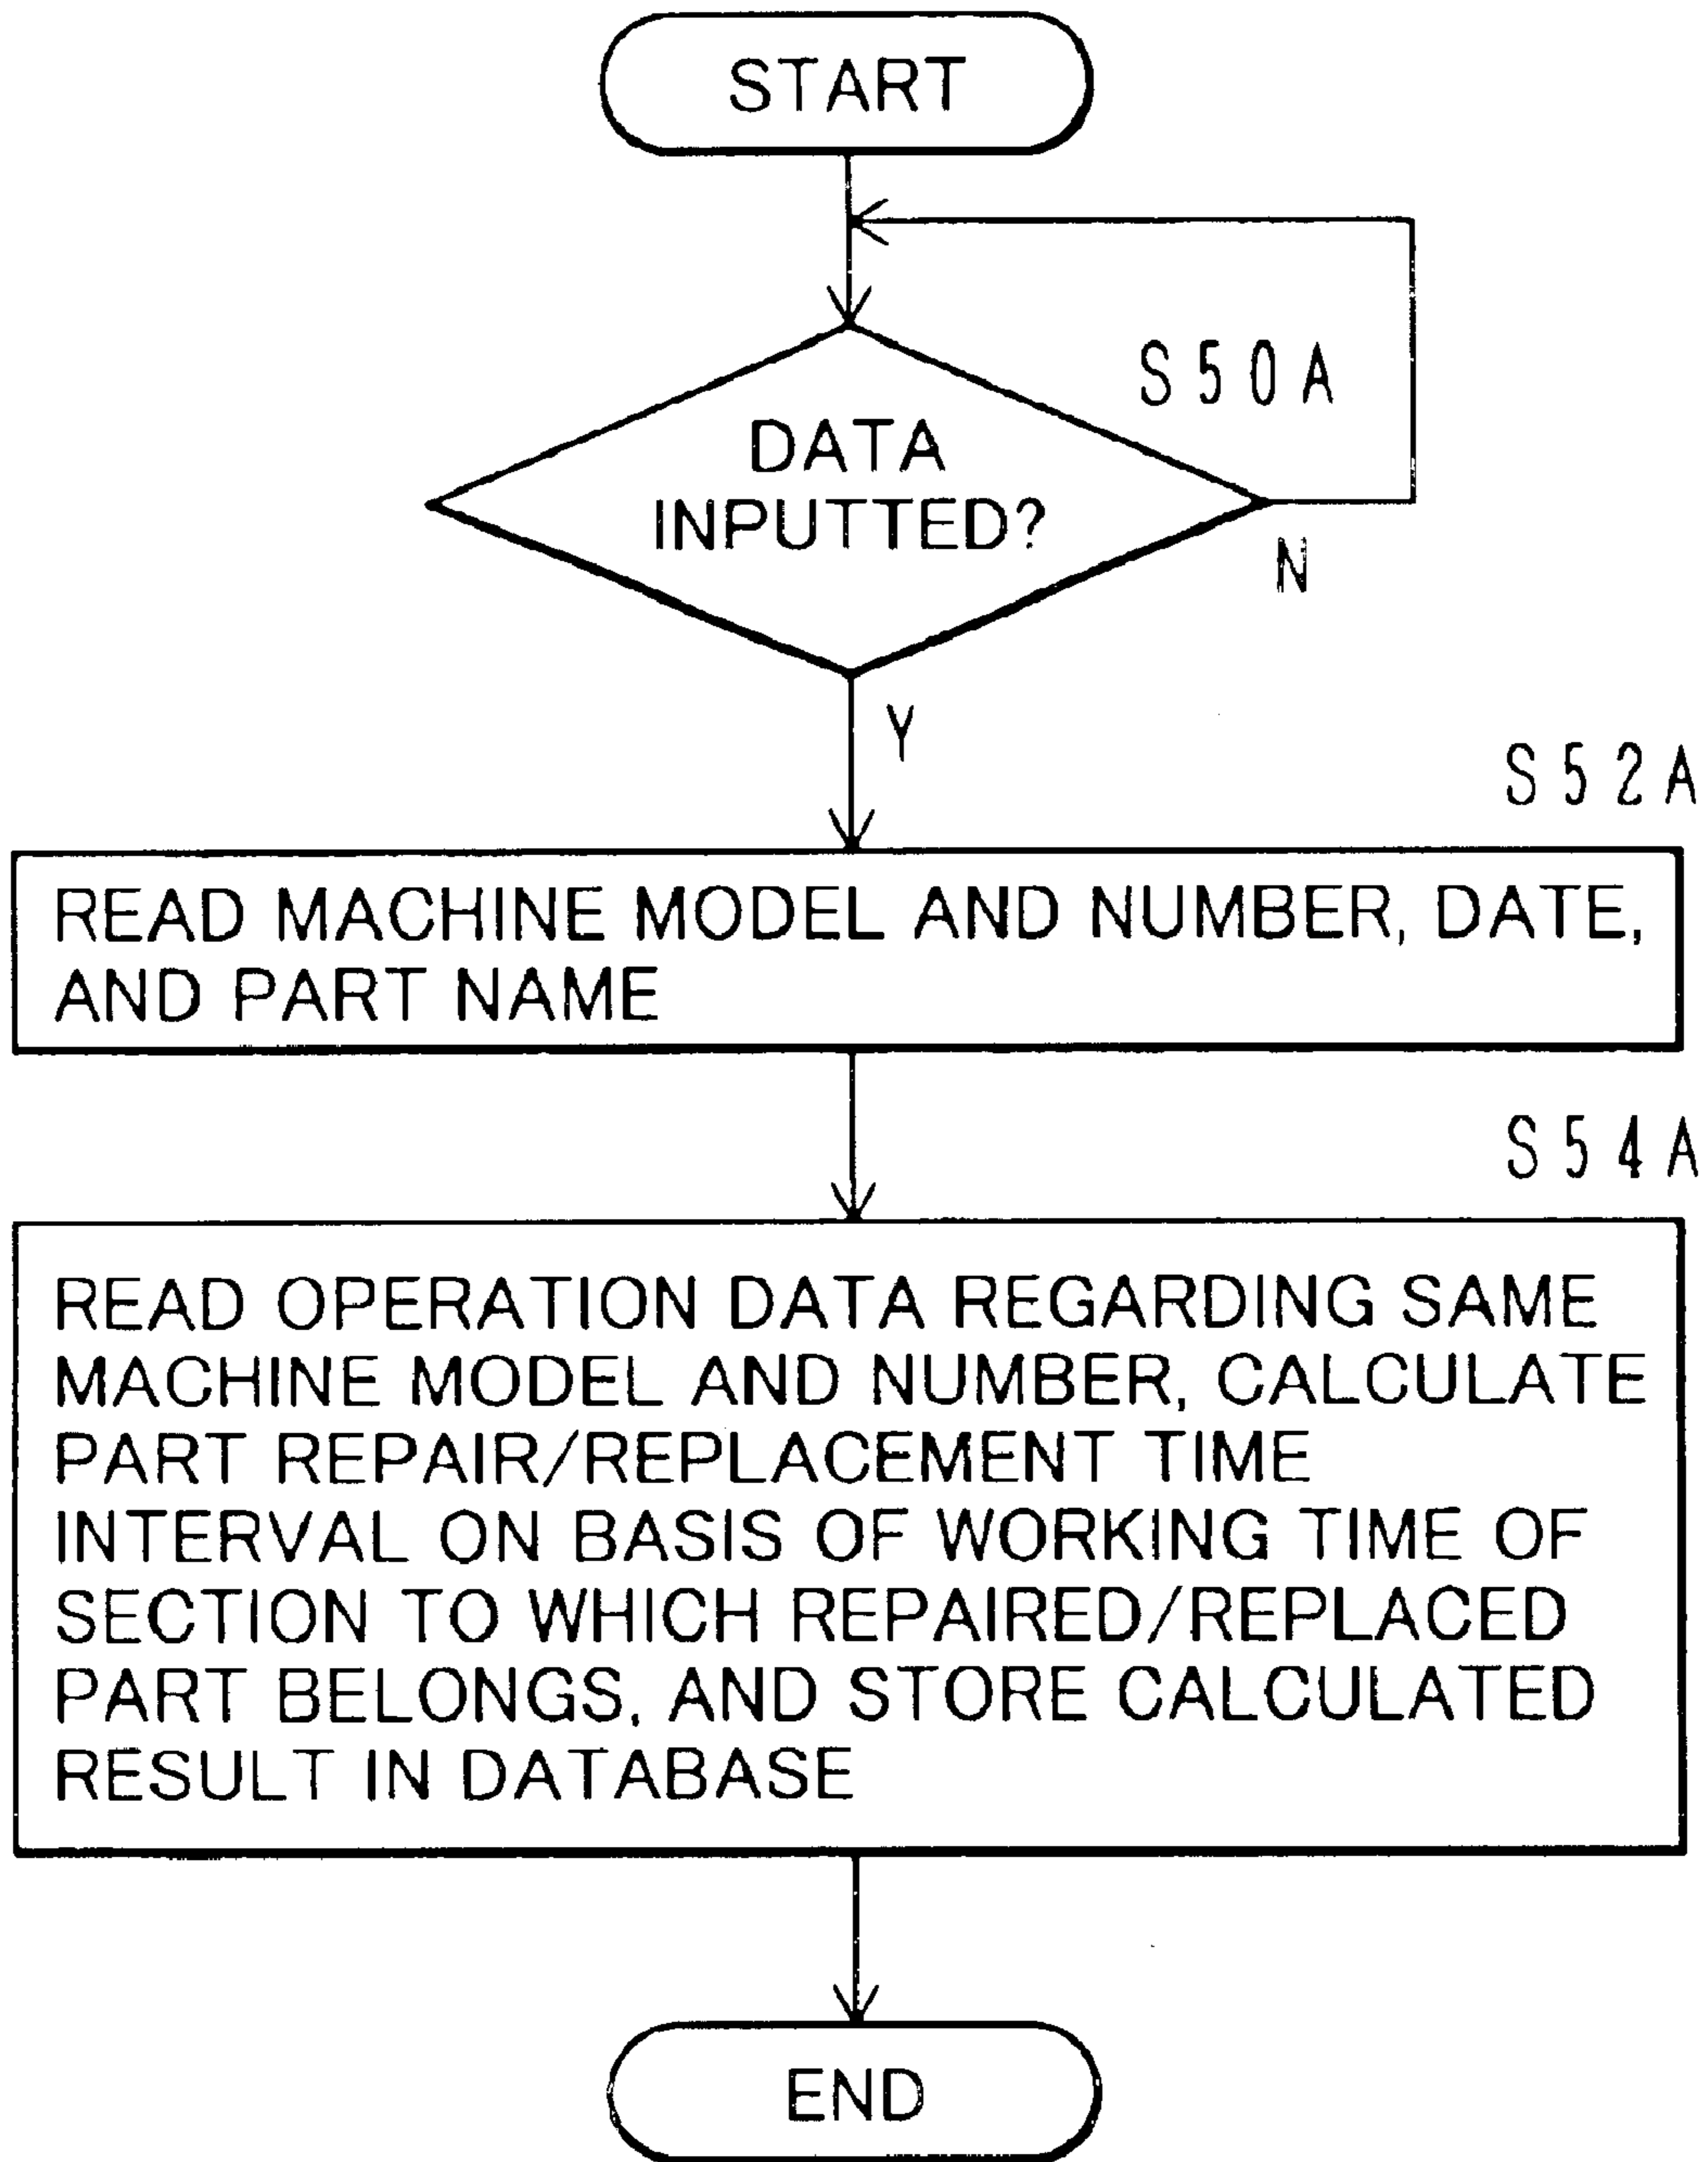 START
S50A
DATA
INPUTTED?
N
Y
S52A
READ MACHINE MODEL AND NUMBER, DATE,
AND PART NAME
S54A
READ OPERATION DATA REGARDING SAME
MACHINE MODEL AND NUMBER, CALCULATE
PART REPAIR/REPLACEMENT TIME
INTERVAL ON BASIS OF WORKING TIME OF
SECTION TO WHICH REPAIRED/REPLACED
PART BELONGS, AND STORE CALCULATED
RESULT IN DATABASE
END